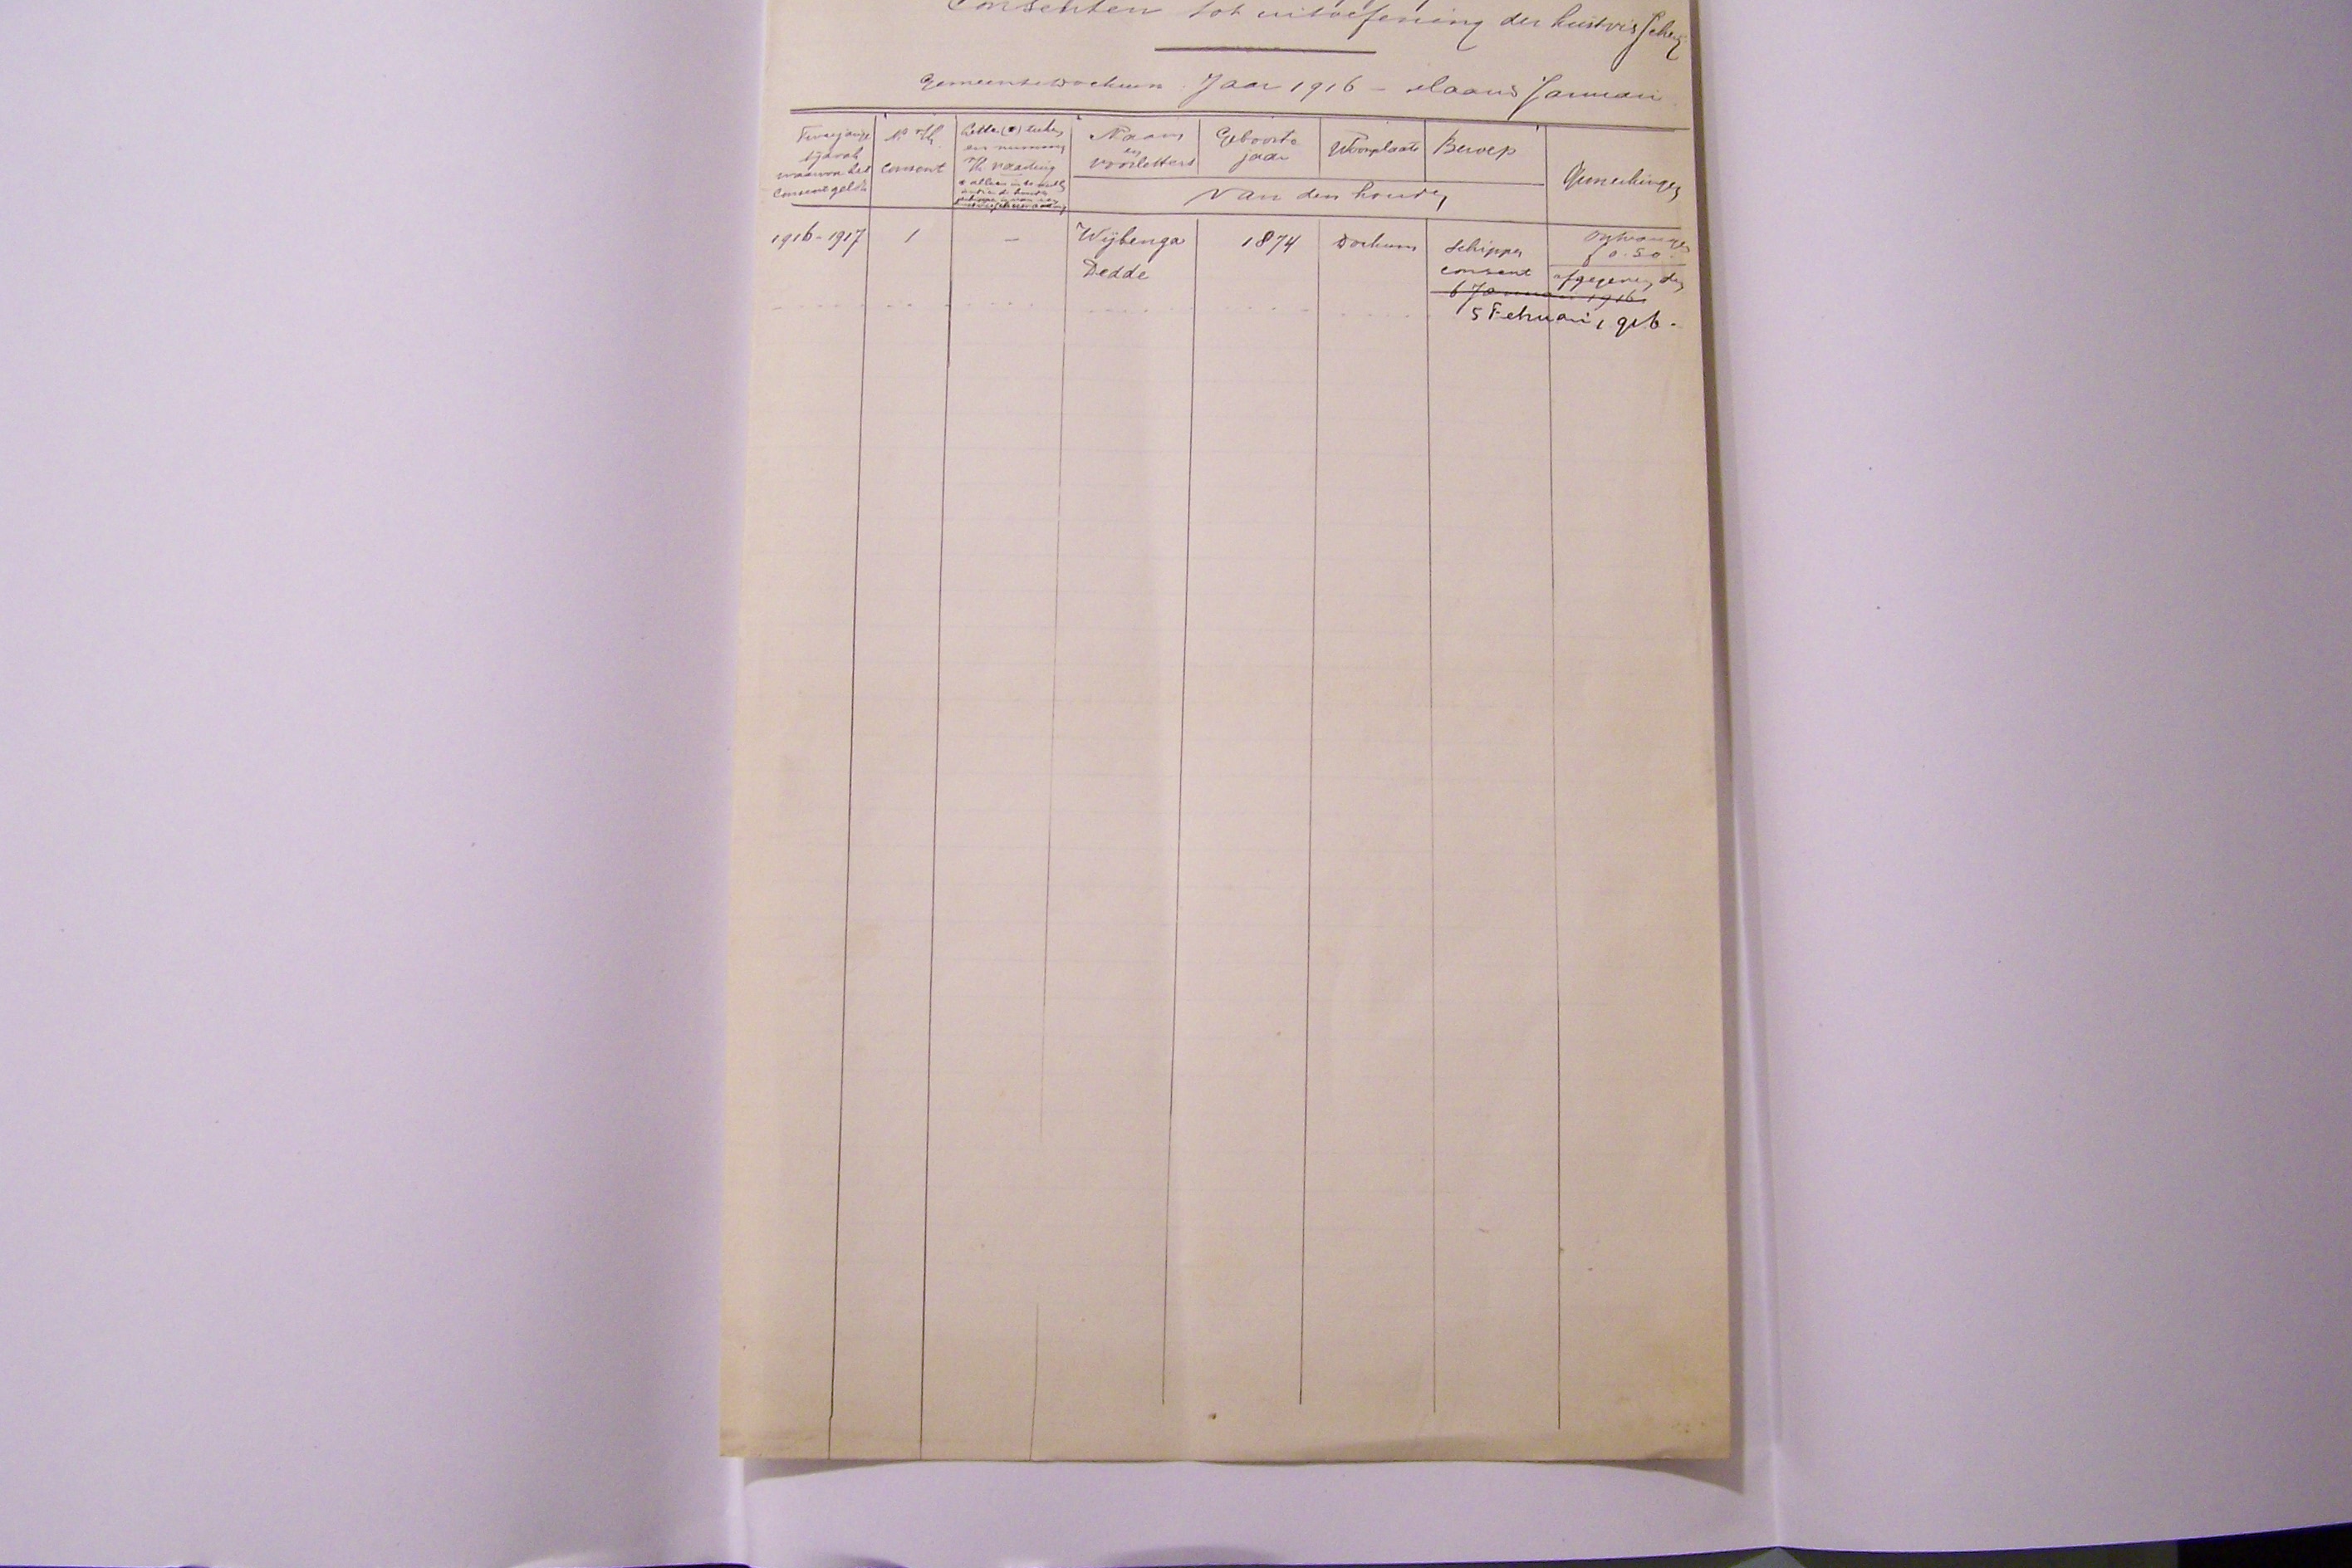 Consenten tot uitoefening der kustvisscherij
Gemeente Dockum Jaar 1916 - Maand Januari
Tweejarig tijdvak waarvoor het consent geldt
No. v/h. consent
Letter(s) teeken en nummer v/h vaartuig
Naam en voorletters
Geboorte jaar
Woonplaats
Beroep
Van den houder
Opmerkingen
1916-1917
1
-
Wijbenga
Dedde
1874
Dockum
Schipper
ontvangen
f 0.50.
consent afgegeven den
6 Januari 1916.
5 Februari 1916.